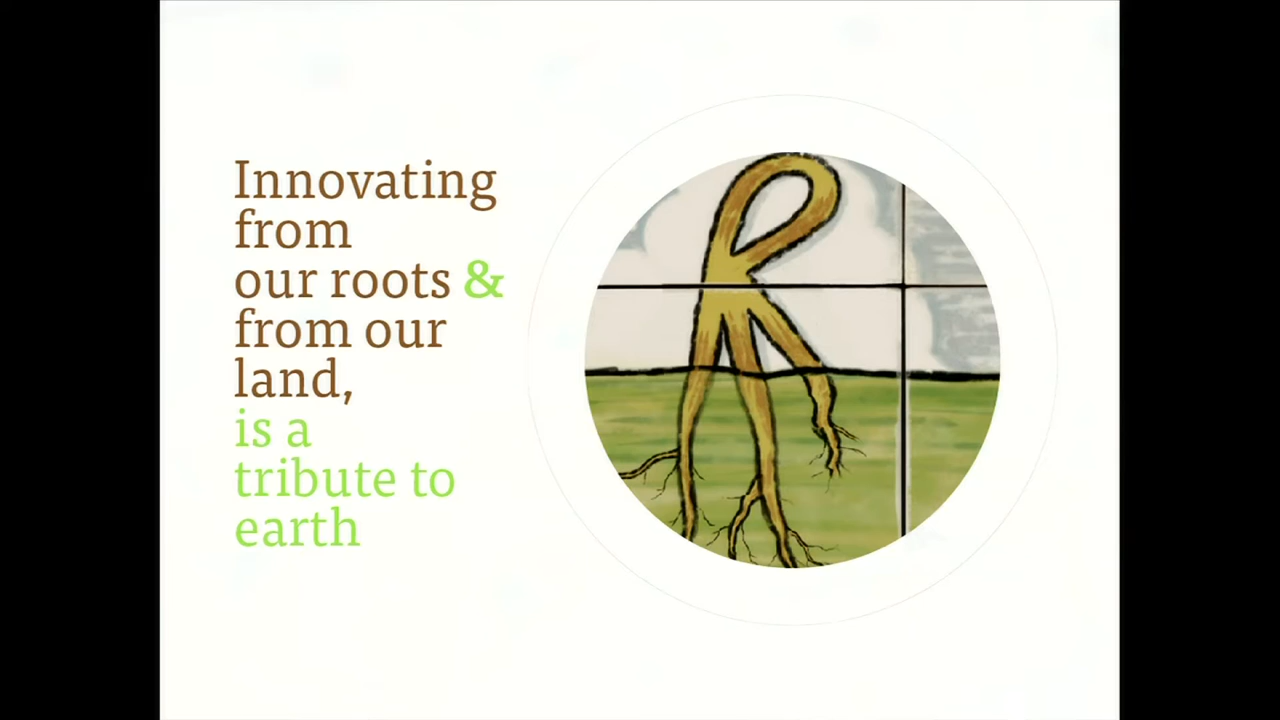 Innovating
from
our roots &
from our
land,
is a
tribute to
earth